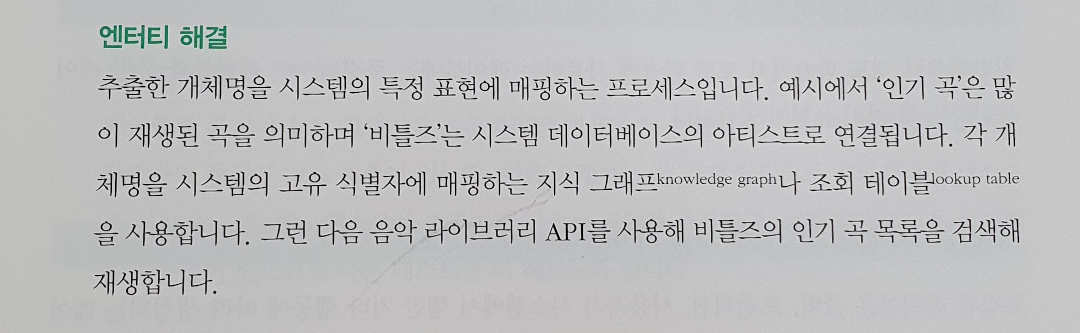 엔터티 해결
추출한 개체명을 시스템의 특정 표현에 매핑하는 프로세스입니다. 예시에서 ‘인기 곡’은 많
이 재생된 곡을 의미하며 ‘비틀즈’는 시스템 데이터베이스의 아티스트로 연결됩니다. 각 개
체명을 시스템의 고유 식별자에 매핑하는 지식 그래프knowledge graph나 조회 테이블lookup table
을 사용합니다. 그런 다음 음악 라이브러리 API를 사용해 비틀즈의 인기 곡 목록을 검색해
재생합니다.